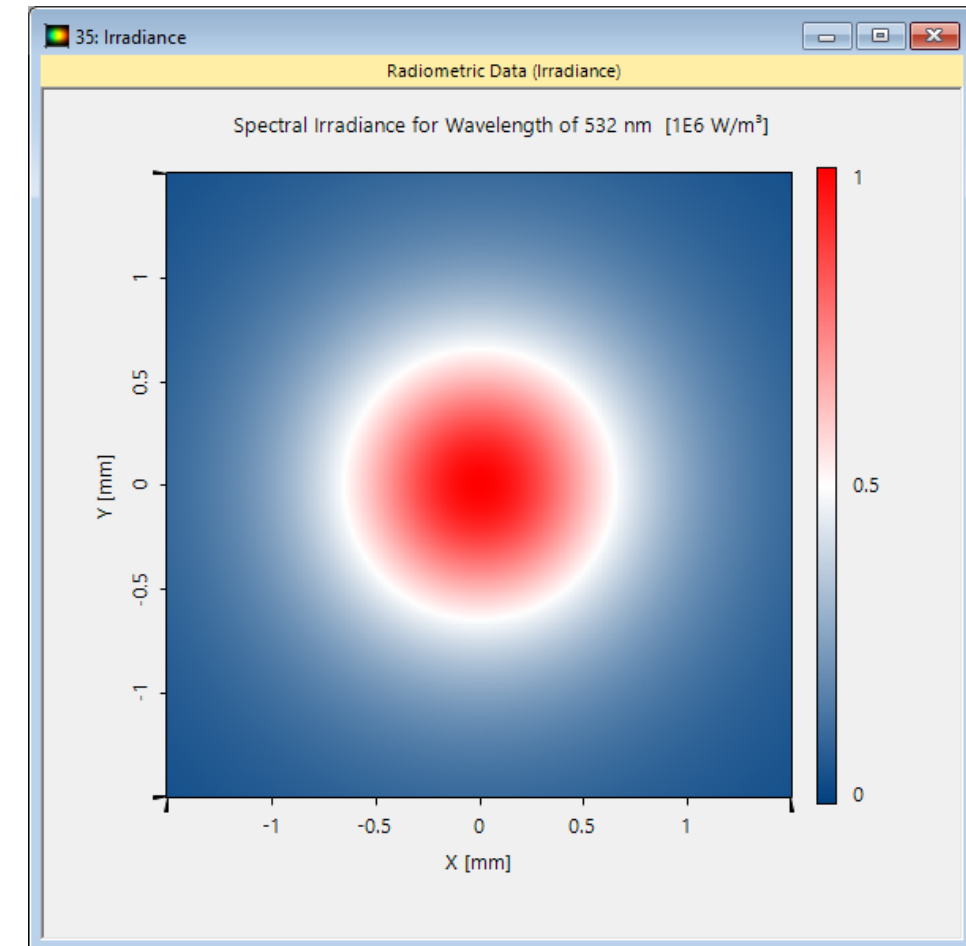 35: Irradiance
Radiometric Data (Irradiance)
Spectral Irradiance for Wavelength of 532 nm [1E6 W/m³]
1
0.5
0
Y [mm]
1
0.5
0
-0.5
-1
-1
-0.5
0
0.5
1
X [mm]